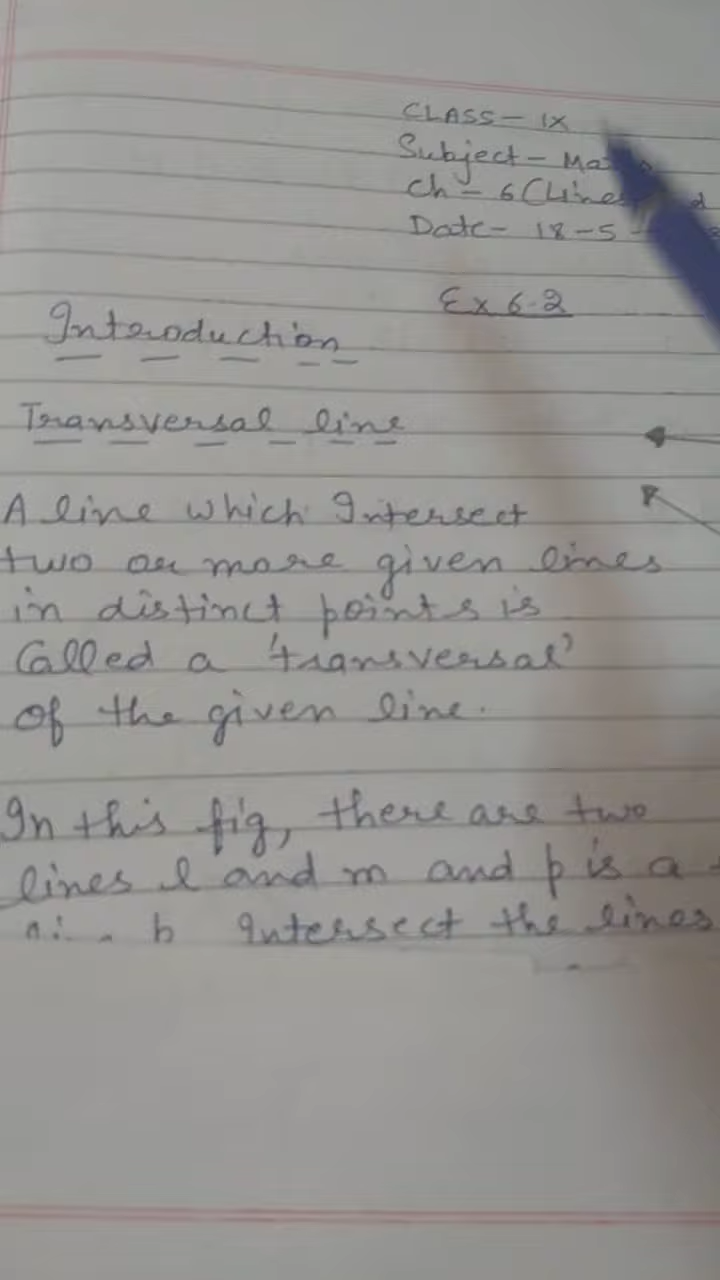 CLASS - IX
Subject - 
Ch - 6 (Lines
Date - 18-5-
Ex 6.2
Introduction
Transversal line
A line which Intersect
two or more given lines
in distinct points is
Called a 'transversal'
of the given line.
In this fig, there are two
lines l and m and p is a
Intersect the lines